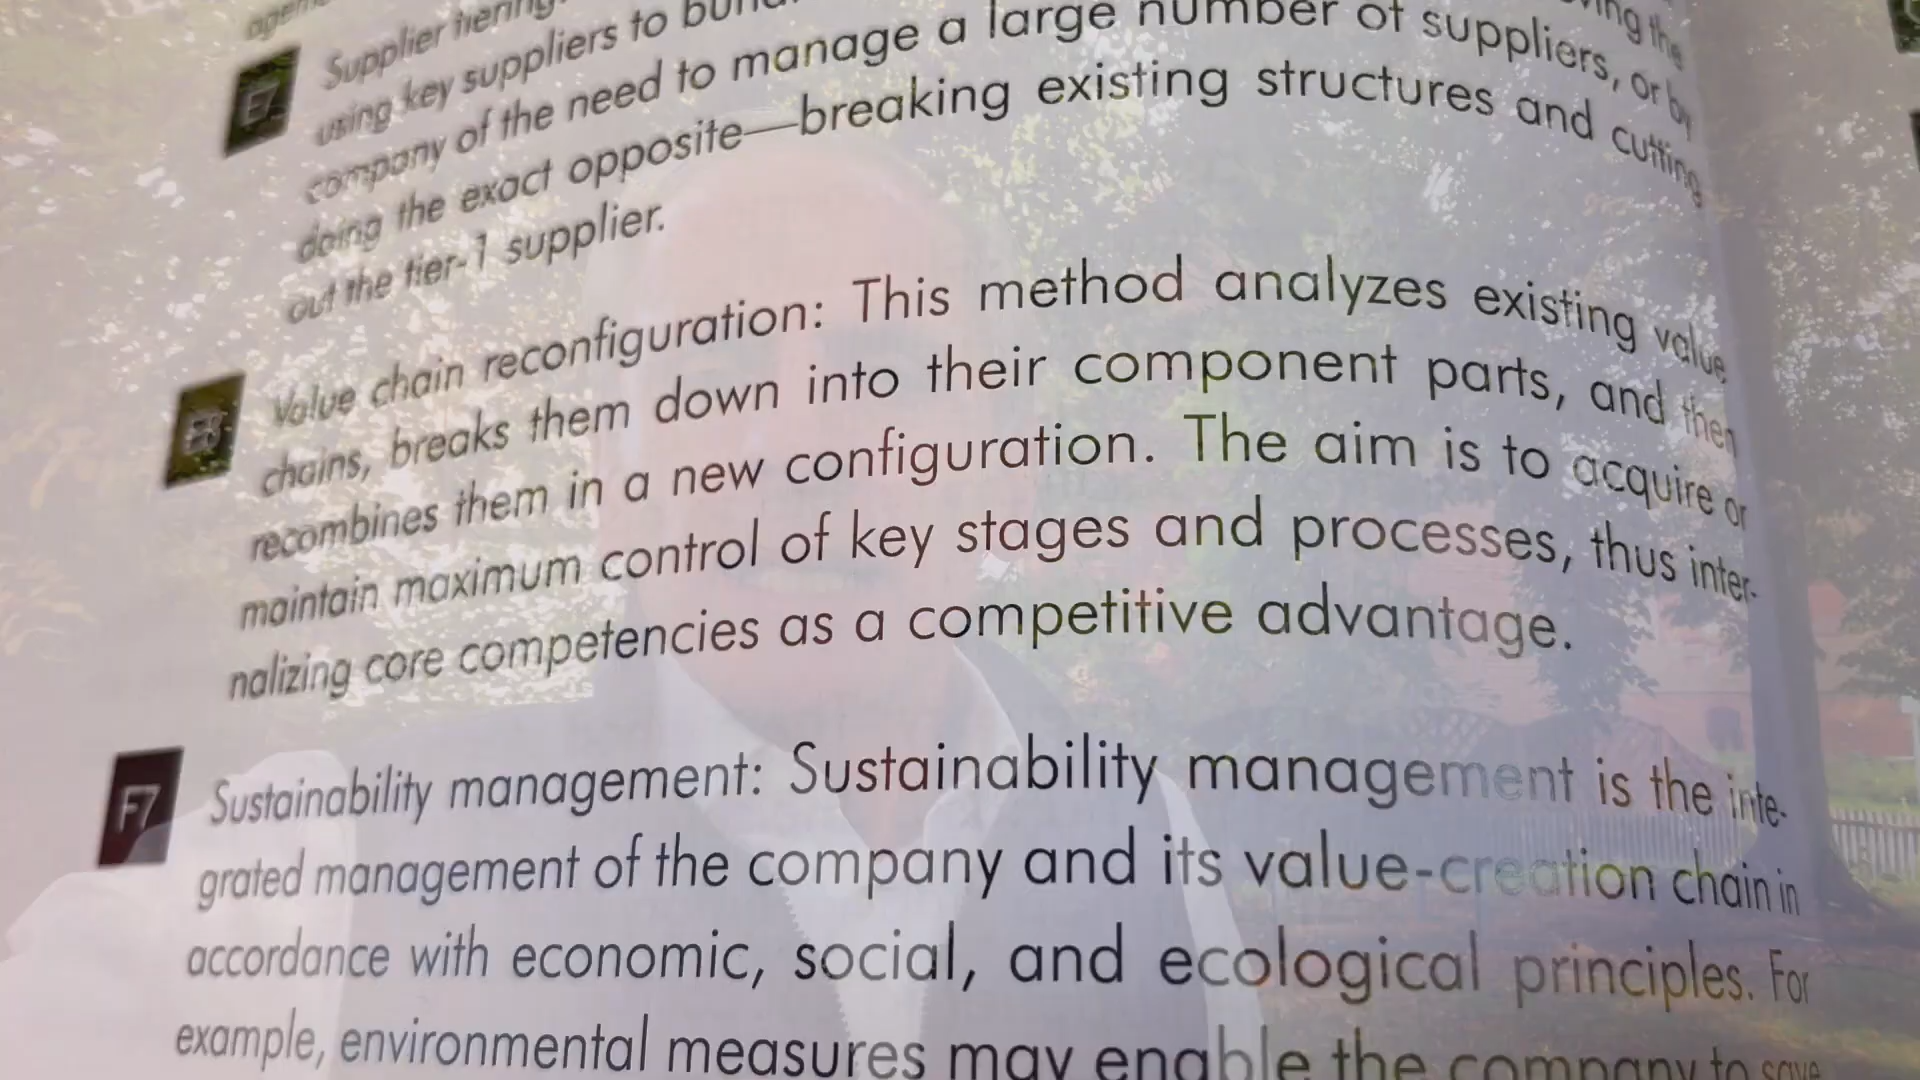 E7
Supplier tiering
using key suppliers to
ving the
company of the need to manage a large number of suppliers, or by
doing the exact opposite—breaking existing structures and cutting
out the tier-1 supplier.
Value chain reconfiguration: This method analyzes existing value
chains, breaks them down into their component parts, and then
recombines them in a new configuration. The aim is to acquire or
maintain maximum control of key stages and processes, thus inter-
nalizing core competencies as a competitive advantage.
F7
Sustainability management: Sustainability management is the inte-
grated management of the company and its value-creation chain in
accordance with economic, social, and ecological principles. For
example, environmental measures may enable the company to save